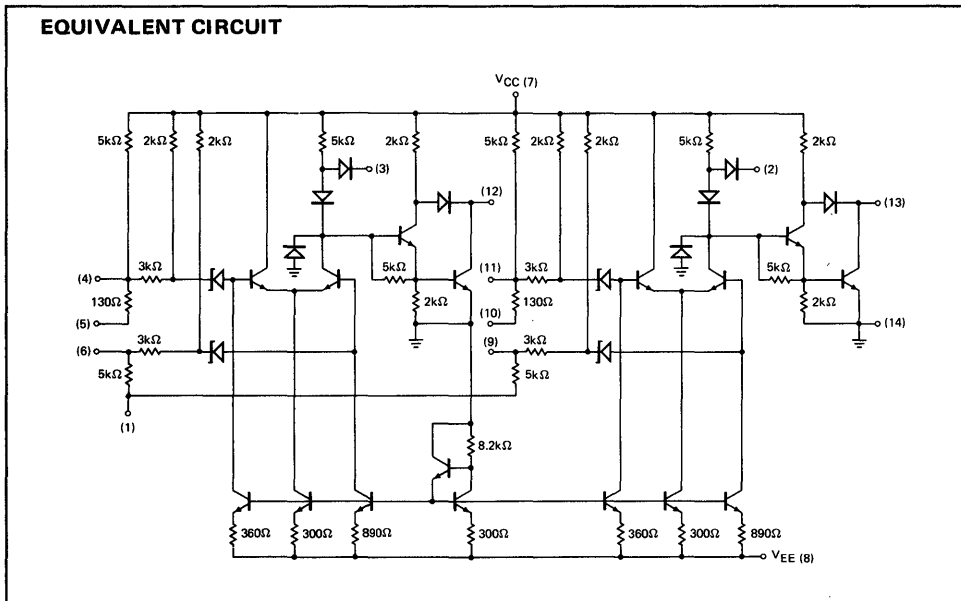 EQUIVALENT CIRCUIT
VCC (7)
5kΩ 2kΩ 2kΩ 5kΩ 2kΩ 5kΩ 2kΩ 2kΩ 5kΩ 2kΩ
(3) (2)
(12) (13)
(4) 3kΩ 5kΩ (11) 3kΩ 5kΩ
130Ω 2kΩ (10) 130Ω 2kΩ
(5) (14)
(6) 3kΩ (9) 3kΩ
5kΩ 5kΩ
(1)
8.2kΩ
360Ω 300Ω 890Ω 300Ω 360Ω 300Ω 890Ω
VEE (8)